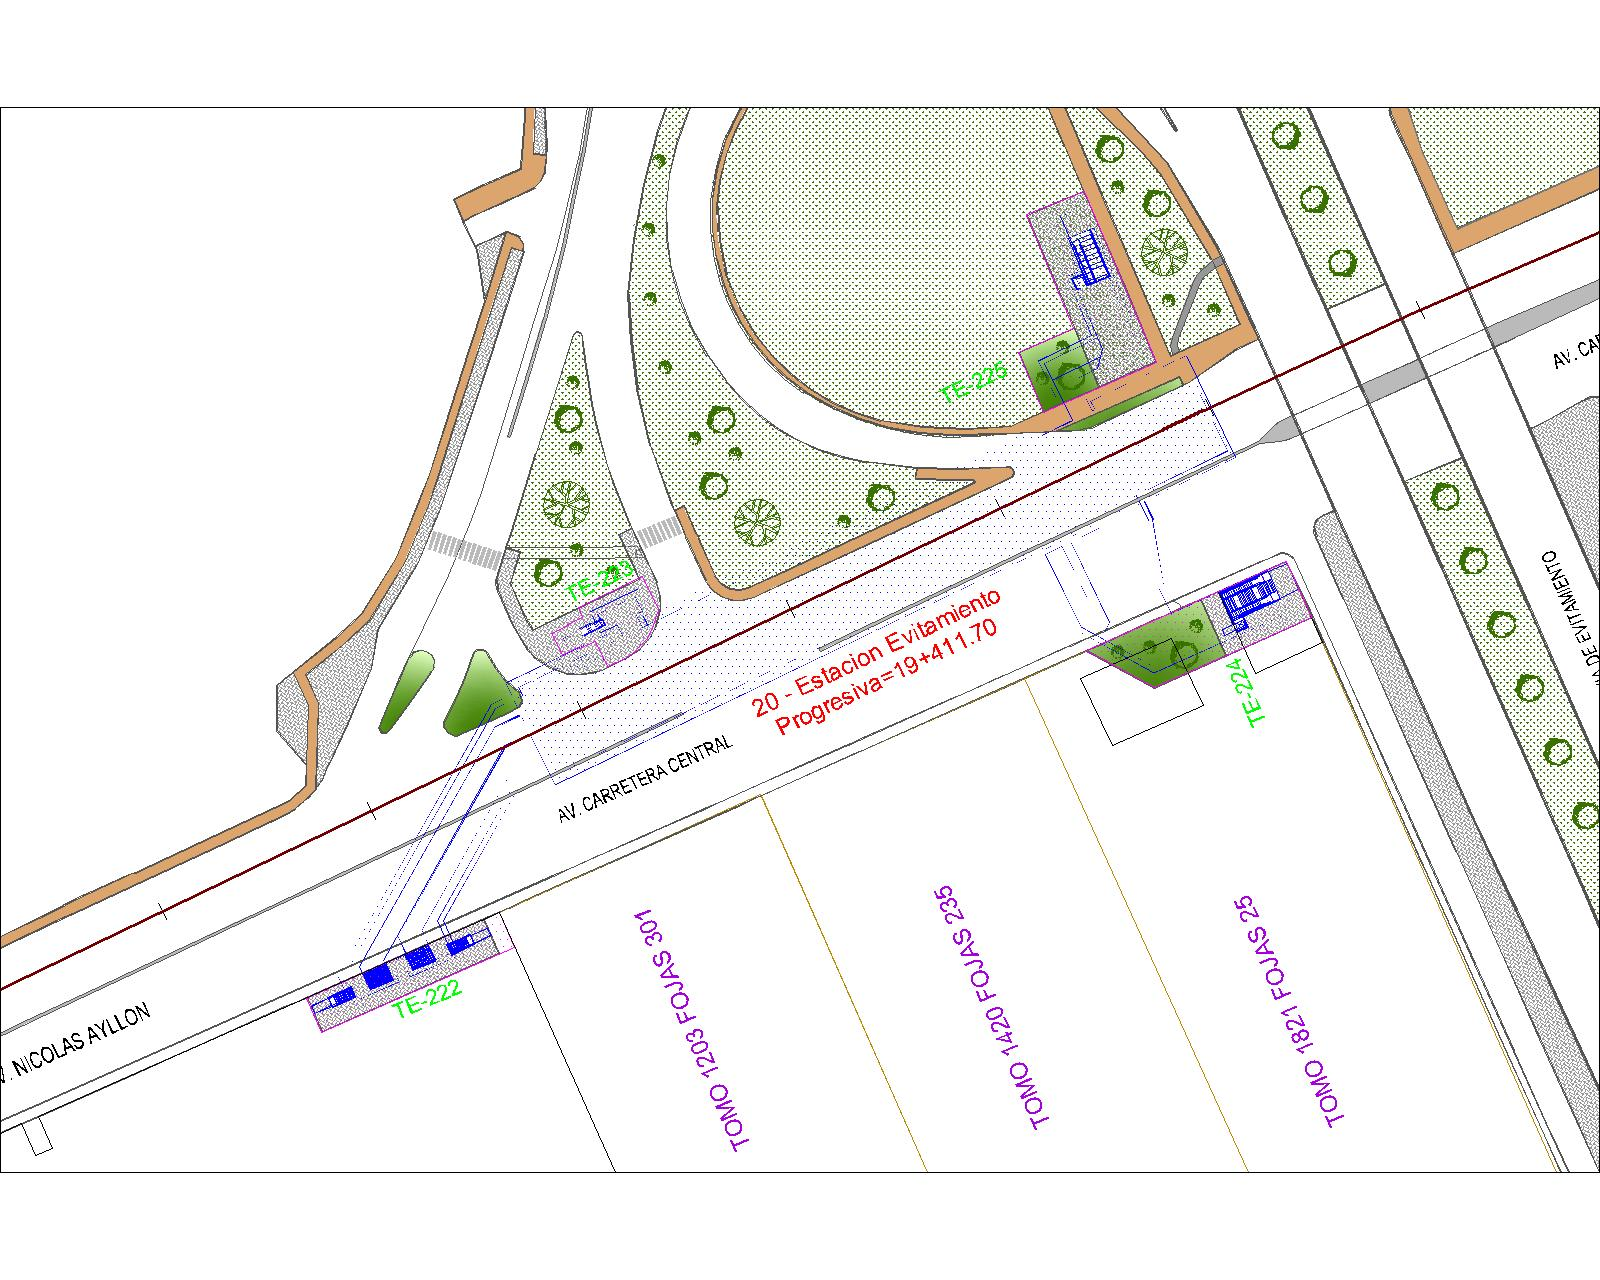 TE-225
AV. CAR
TE-223
20 - Estacion Evitamiento
Progresiva=19+411.70
DE EVITAMIENTO
TE-224
AV. CARRETERA CENTRAL
TE-222
V. NICOLAS AYLLON
TOMO 1203 FOJAS 301
TOMO 1420 FOJAS 235
TOMO 1821 FOJAS 25